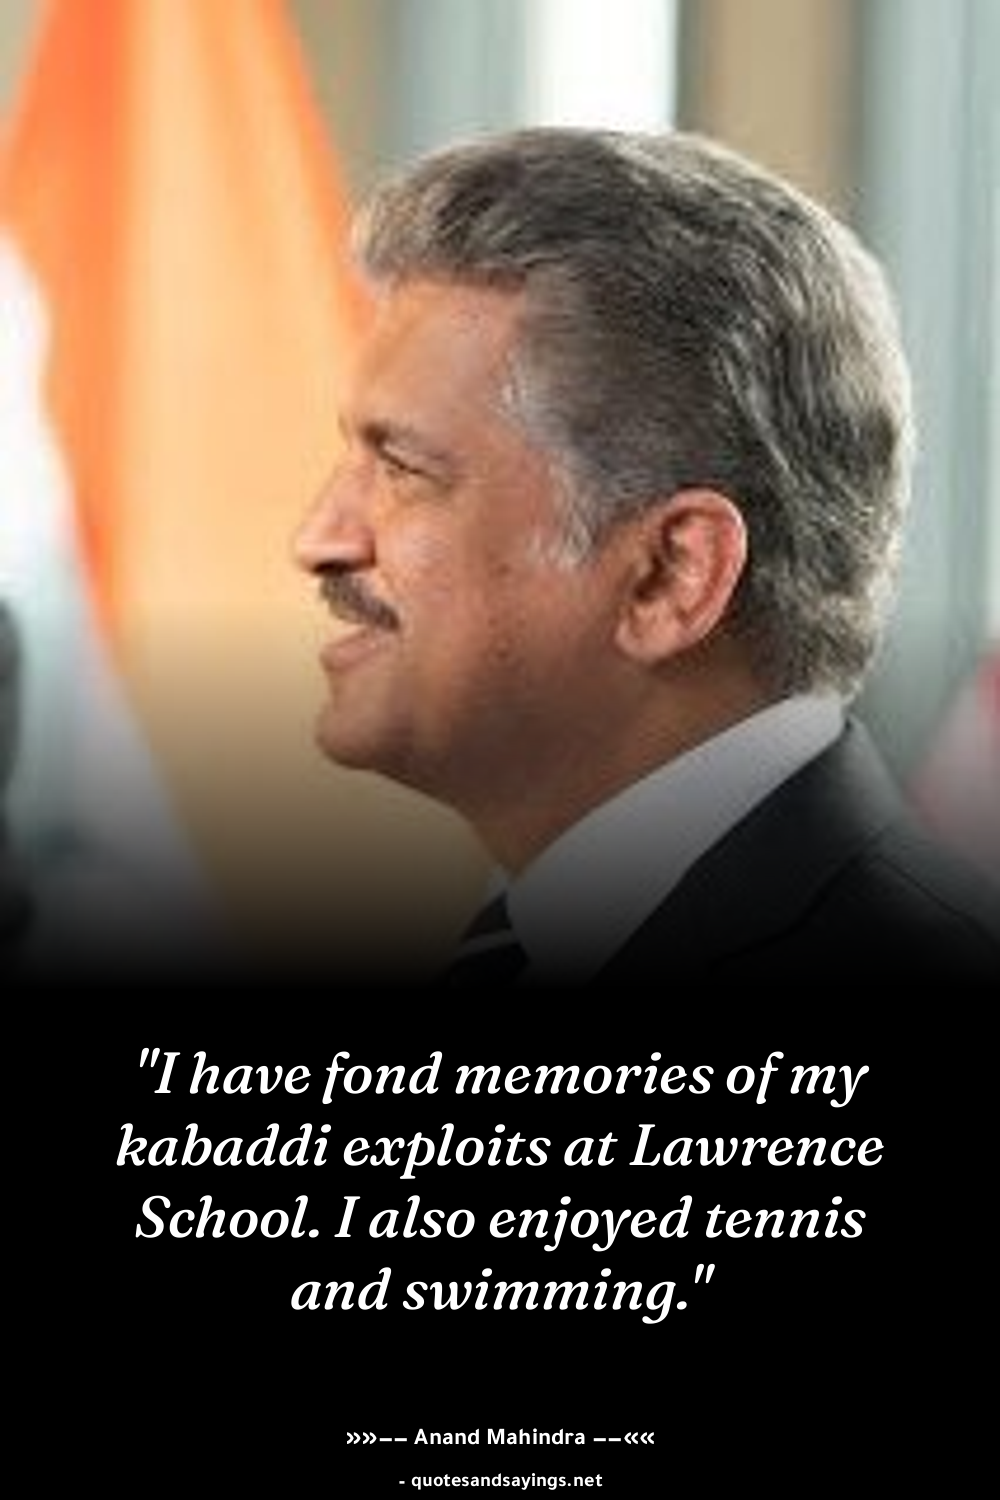 "I have fond memories of my
kabaddi exploits at Lawrence
School. I also enjoyed tennis
and swimming."
»»−− Anand Mahindra −−««
- quotesandsayings.net